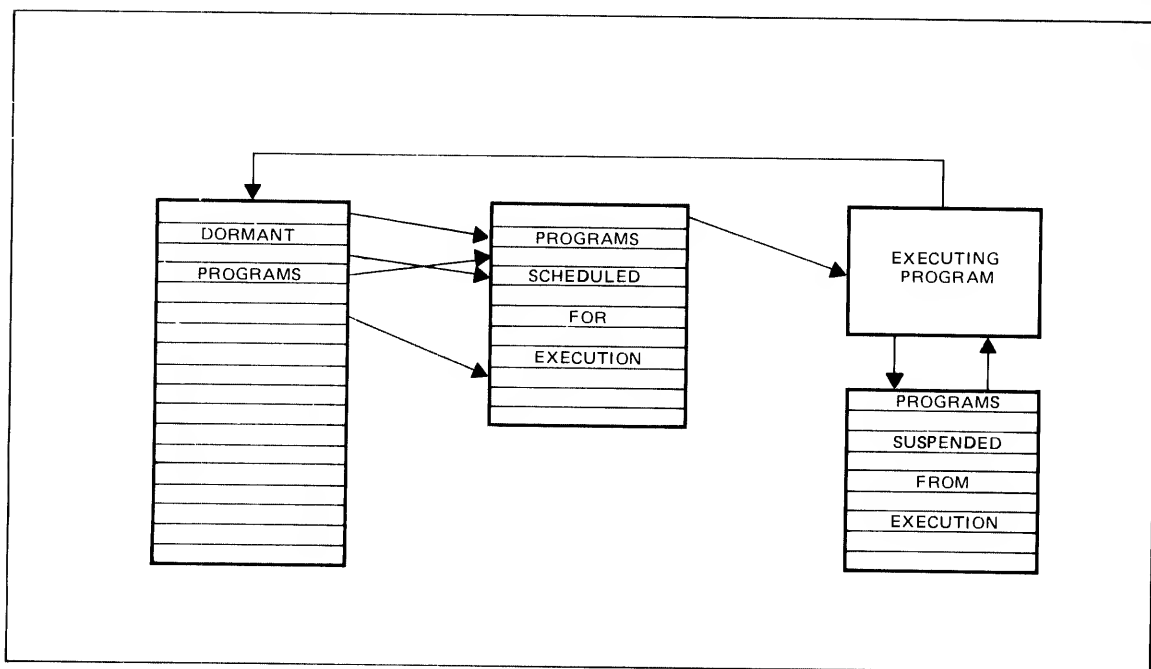 DORMANT
PROGRAMS
PROGRAMS
SCHEDULED
FOR
EXECUTION
EXECUTING
PROGRAM
PROGRAMS
SUSPENDED
FROM
EXECUTION